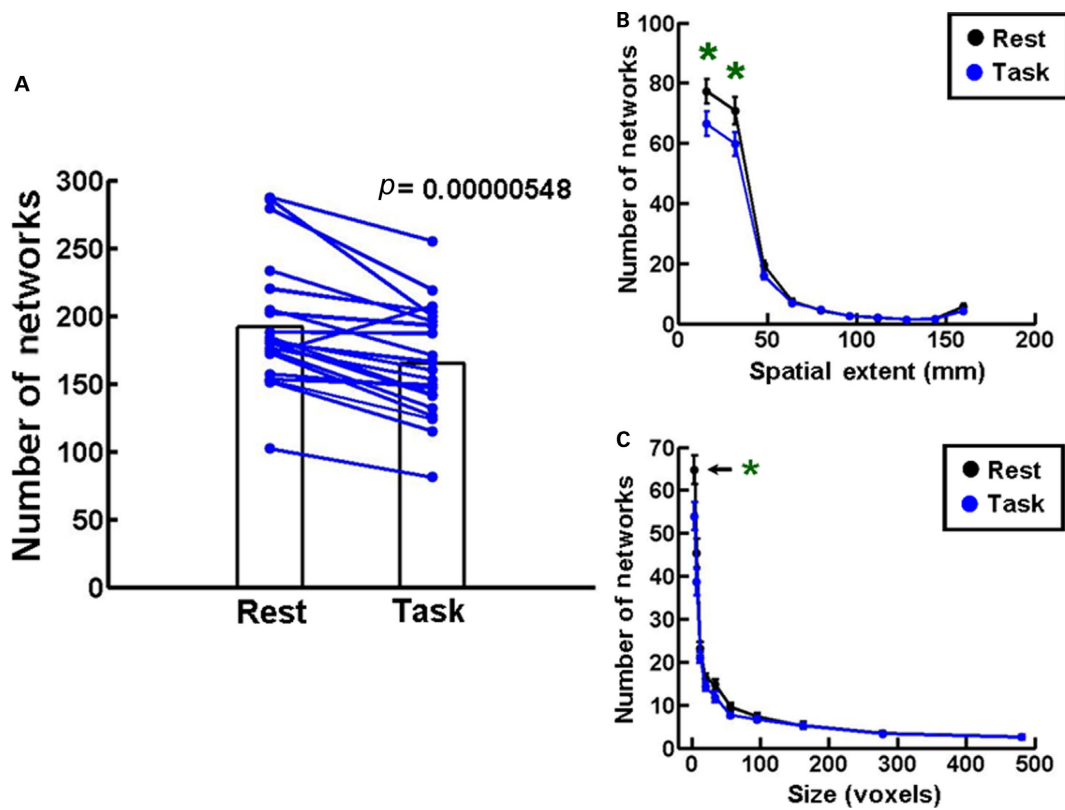 A
Number of networks
300
250
200
150
100
50
0
p= 0.00000548
Rest
Task
B
Number of networks
100
80
60
40
20
0
0 50 100 150 200
Spatial extent (mm)
*
*
Rest
Task
C
Number of networks
70
60
50
40
30
20
10
0
0 100 200 300 400 500
Size (voxels)
*
Rest
Task